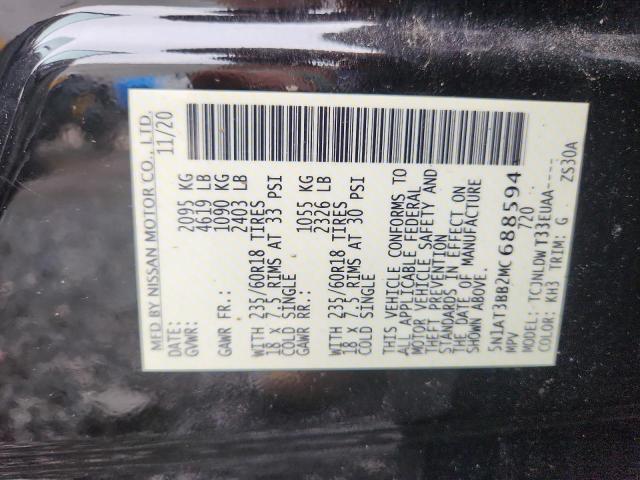 MFD BY NISSAN MOTOR CO., LTD.
11/20
GVWR: 2095 KG
4619 LB
GAWR FR.: 1090 KG
2403 LB
WITH 235/60R18 TIRES
18 X 7.5 RIMS AT 33 PSI
COLD SINGLE
GAWR RR.: 1055 KG
2326 LB
WITH 235/60R18 TIRES
18 X 7.5 RIMS AT 30 PSI
COLD SINGLE
THIS VEHICLE CONFORMS TO
ALL APPLICABLE FEDERAL
MOTOR VEHICLE SAFETY AND
THEFT PREVENTION
STANDARDS IN EFFECT ON
THE DATE OF MANUFACTURE
SHOWN ABOVE.
5N1AT3BB2MC688594
MPV 720
MODEL: TCJNLDWT33EUAA----
COLOR: KH3 TRIM: G ZS30A